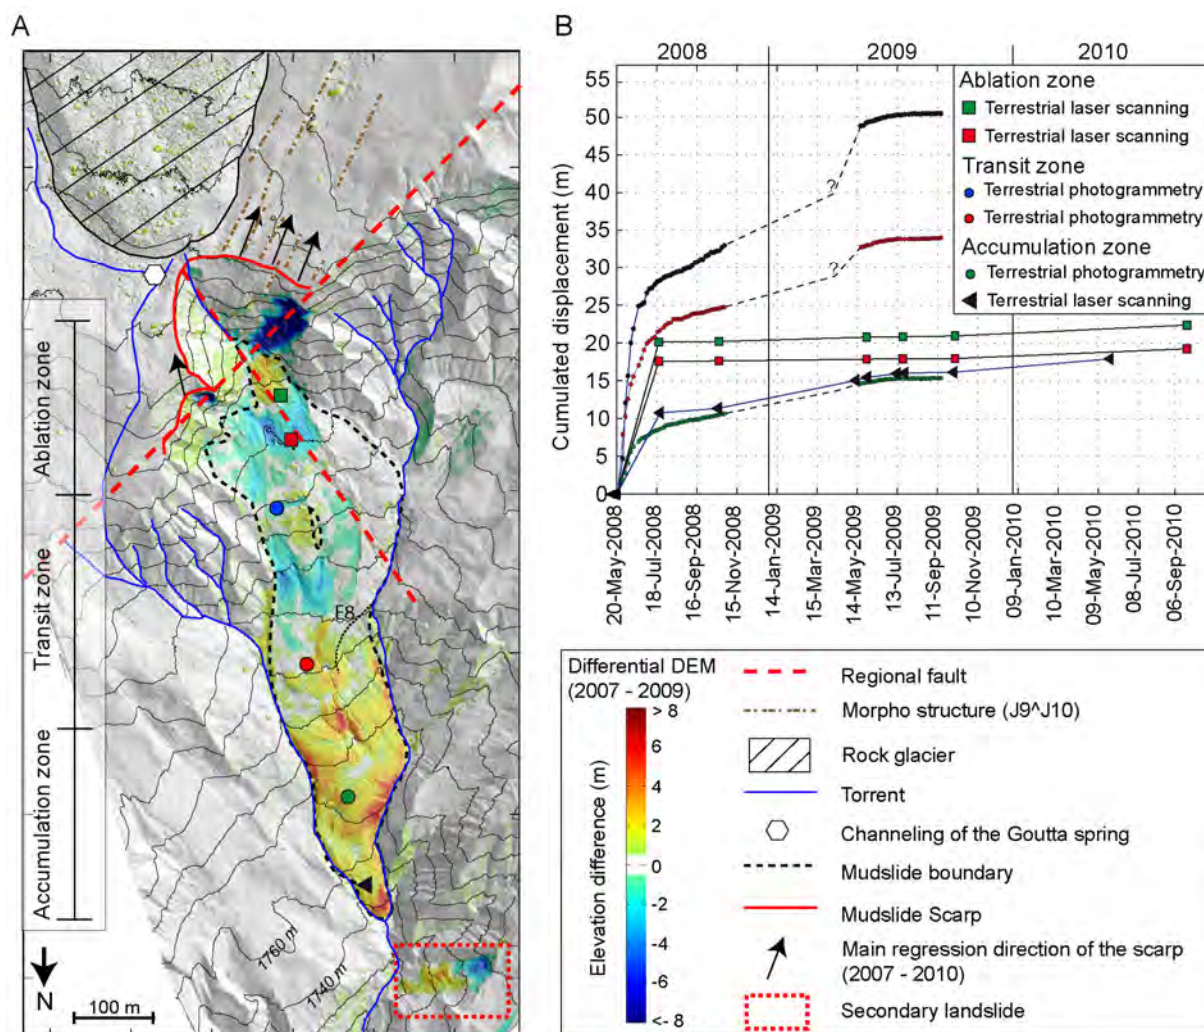 A
Ablation zone
Transit zone
Accumulation zone
F8
1760 m
1740 m
N
100 m
B
2008
2009
2010
Cumulated displacement (m)
55
50
45
40
35
30
25
20
15
10
5
0
?
?
Ablation zone
Terrestrial laser scanning
Terrestrial laser scanning
Transit zone
Terrestrial photogrammetry
Terrestrial photogrammetry
Accumulation zone
Terrestrial photogrammetry
Terrestrial laser scanning
20-May-2008
18-Jul-2008
16-Sep-2008
15-Nov-2008
14-Jan-2009
15-Mar-2009
14-May-2009
13-Jul-2009
11-Sep-2009
10-Nov-2009
09-Jan-2010
10-Mar-2010
09-May-2010
08-Jul-2010
06-Sep-2010
Differential DEM
(2007 - 2009)
Elevation difference (m)
> 8
6
4
2
0
-2
-4
-6
<- 8
Regional fault
Morpho structure (J9^J10)
Rock glacier
Torrent
Channeling of the Goutta spring
Mudslide boundary
Mudslide Scarp
Main regression direction of the scarp
(2007 - 2010)
Secondary landslide